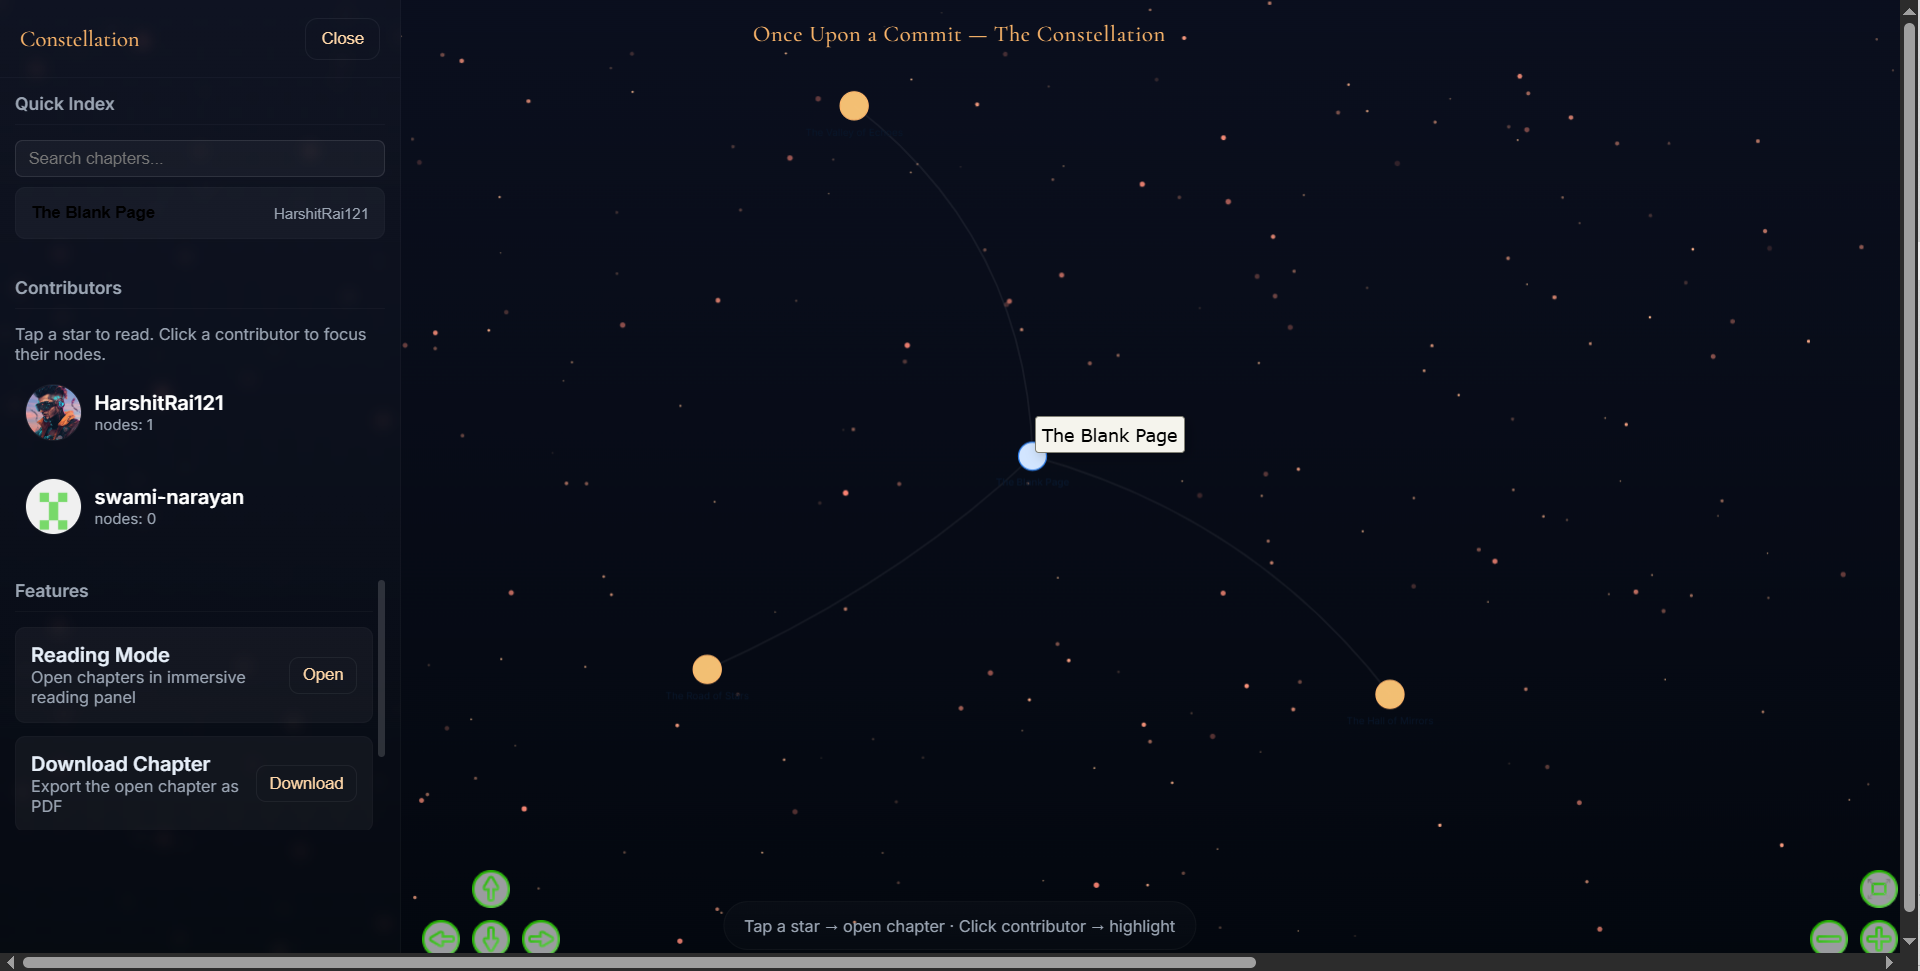 Constellation
Close
Quick Index
Search chapters...
The Blank Page
HarshitRai121
Contributors
Tap a star to read. Click a contributor to focus
their nodes.
HarshitRai121
nodes: 1
swami-narayan
nodes: 0
Features
Reading Mode
Open chapters in immersive
reading panel
Open
Download Chapter
Export the open chapter as
PDF
Download
Once Upon a Commit — The Constellation
The Blank Page
The Blank Page
Tap a star → open chapter · Click contributor → highlight